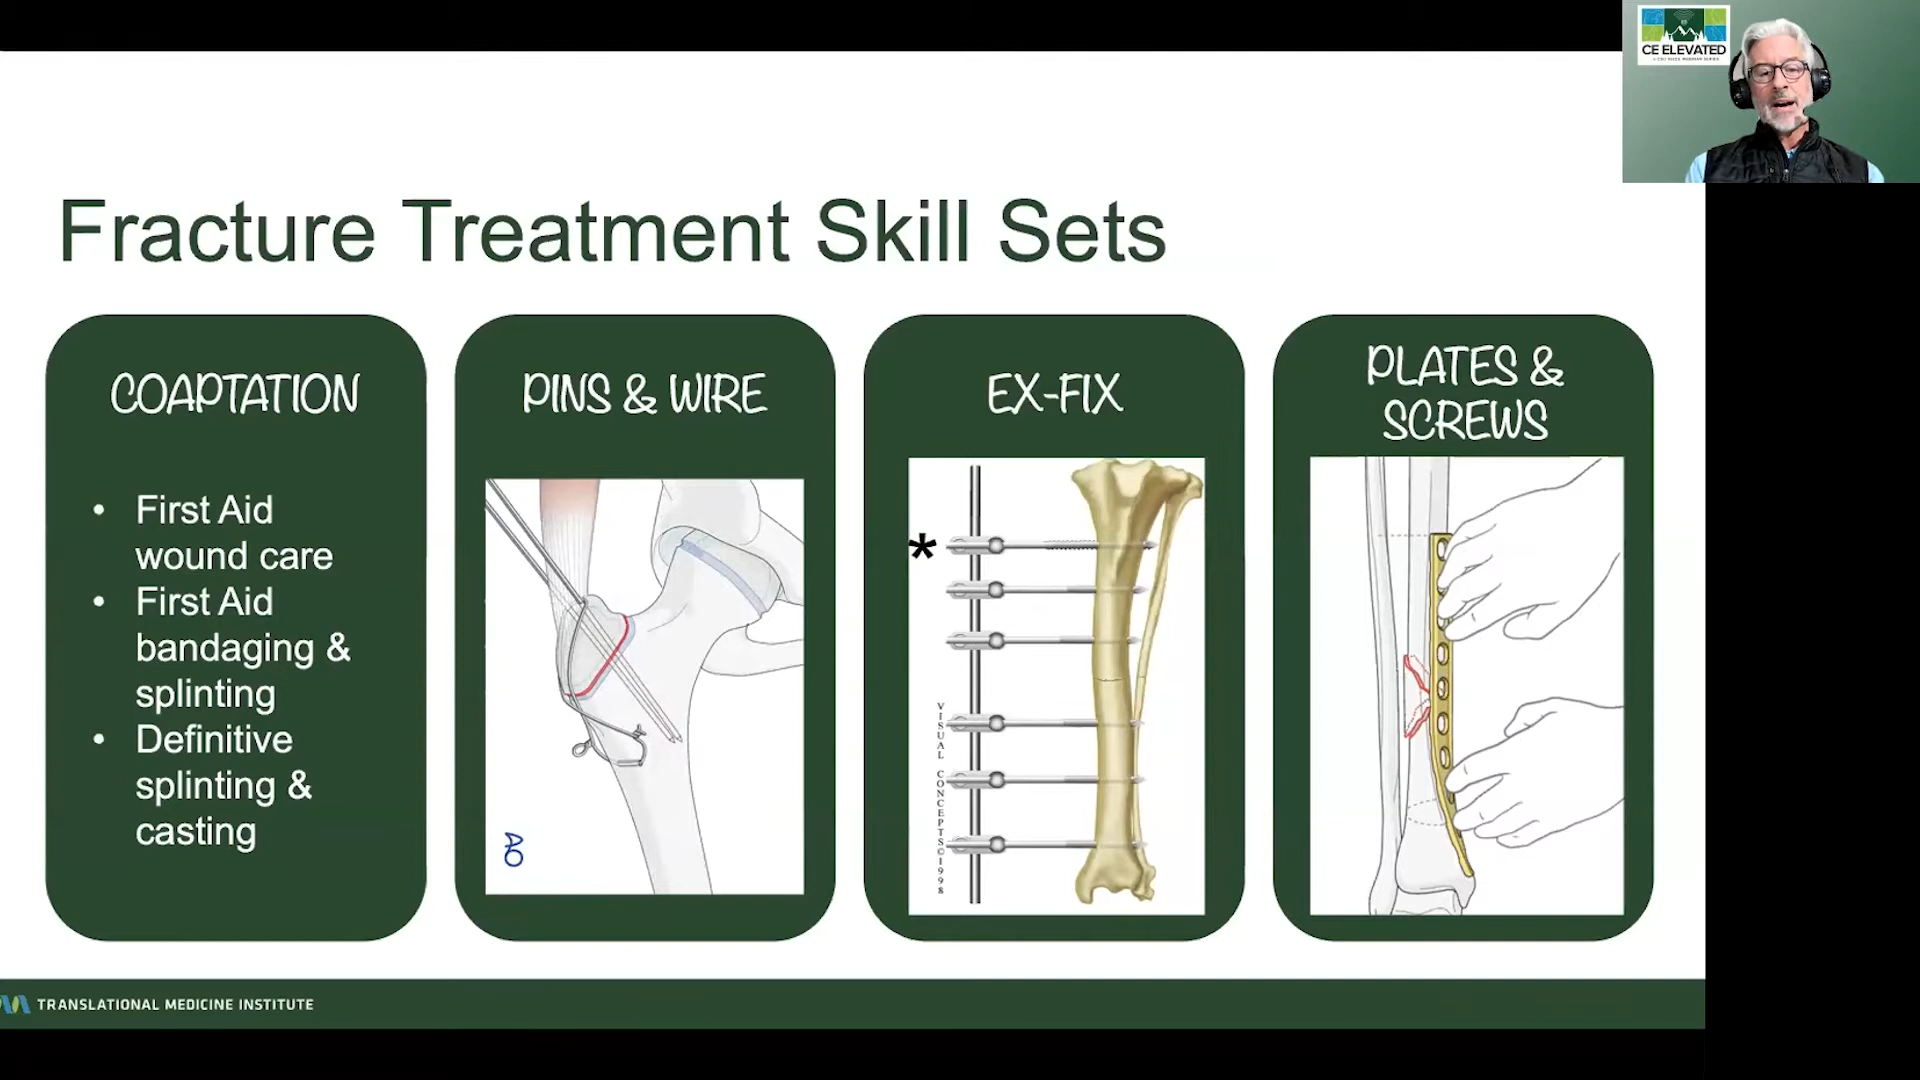 CE ELEVATED
Fracture Treatment Skill Sets
COAPTATION
• First Aid
wound care
• First Aid
bandaging &
splinting
• Definitive
splinting &
casting
PINS & WIRE
EX-FIX
*
VISUAL CONCEPTS©1998
PLATES &
SCREWS
TRANSLATIONAL MEDICINE INSTITUTE